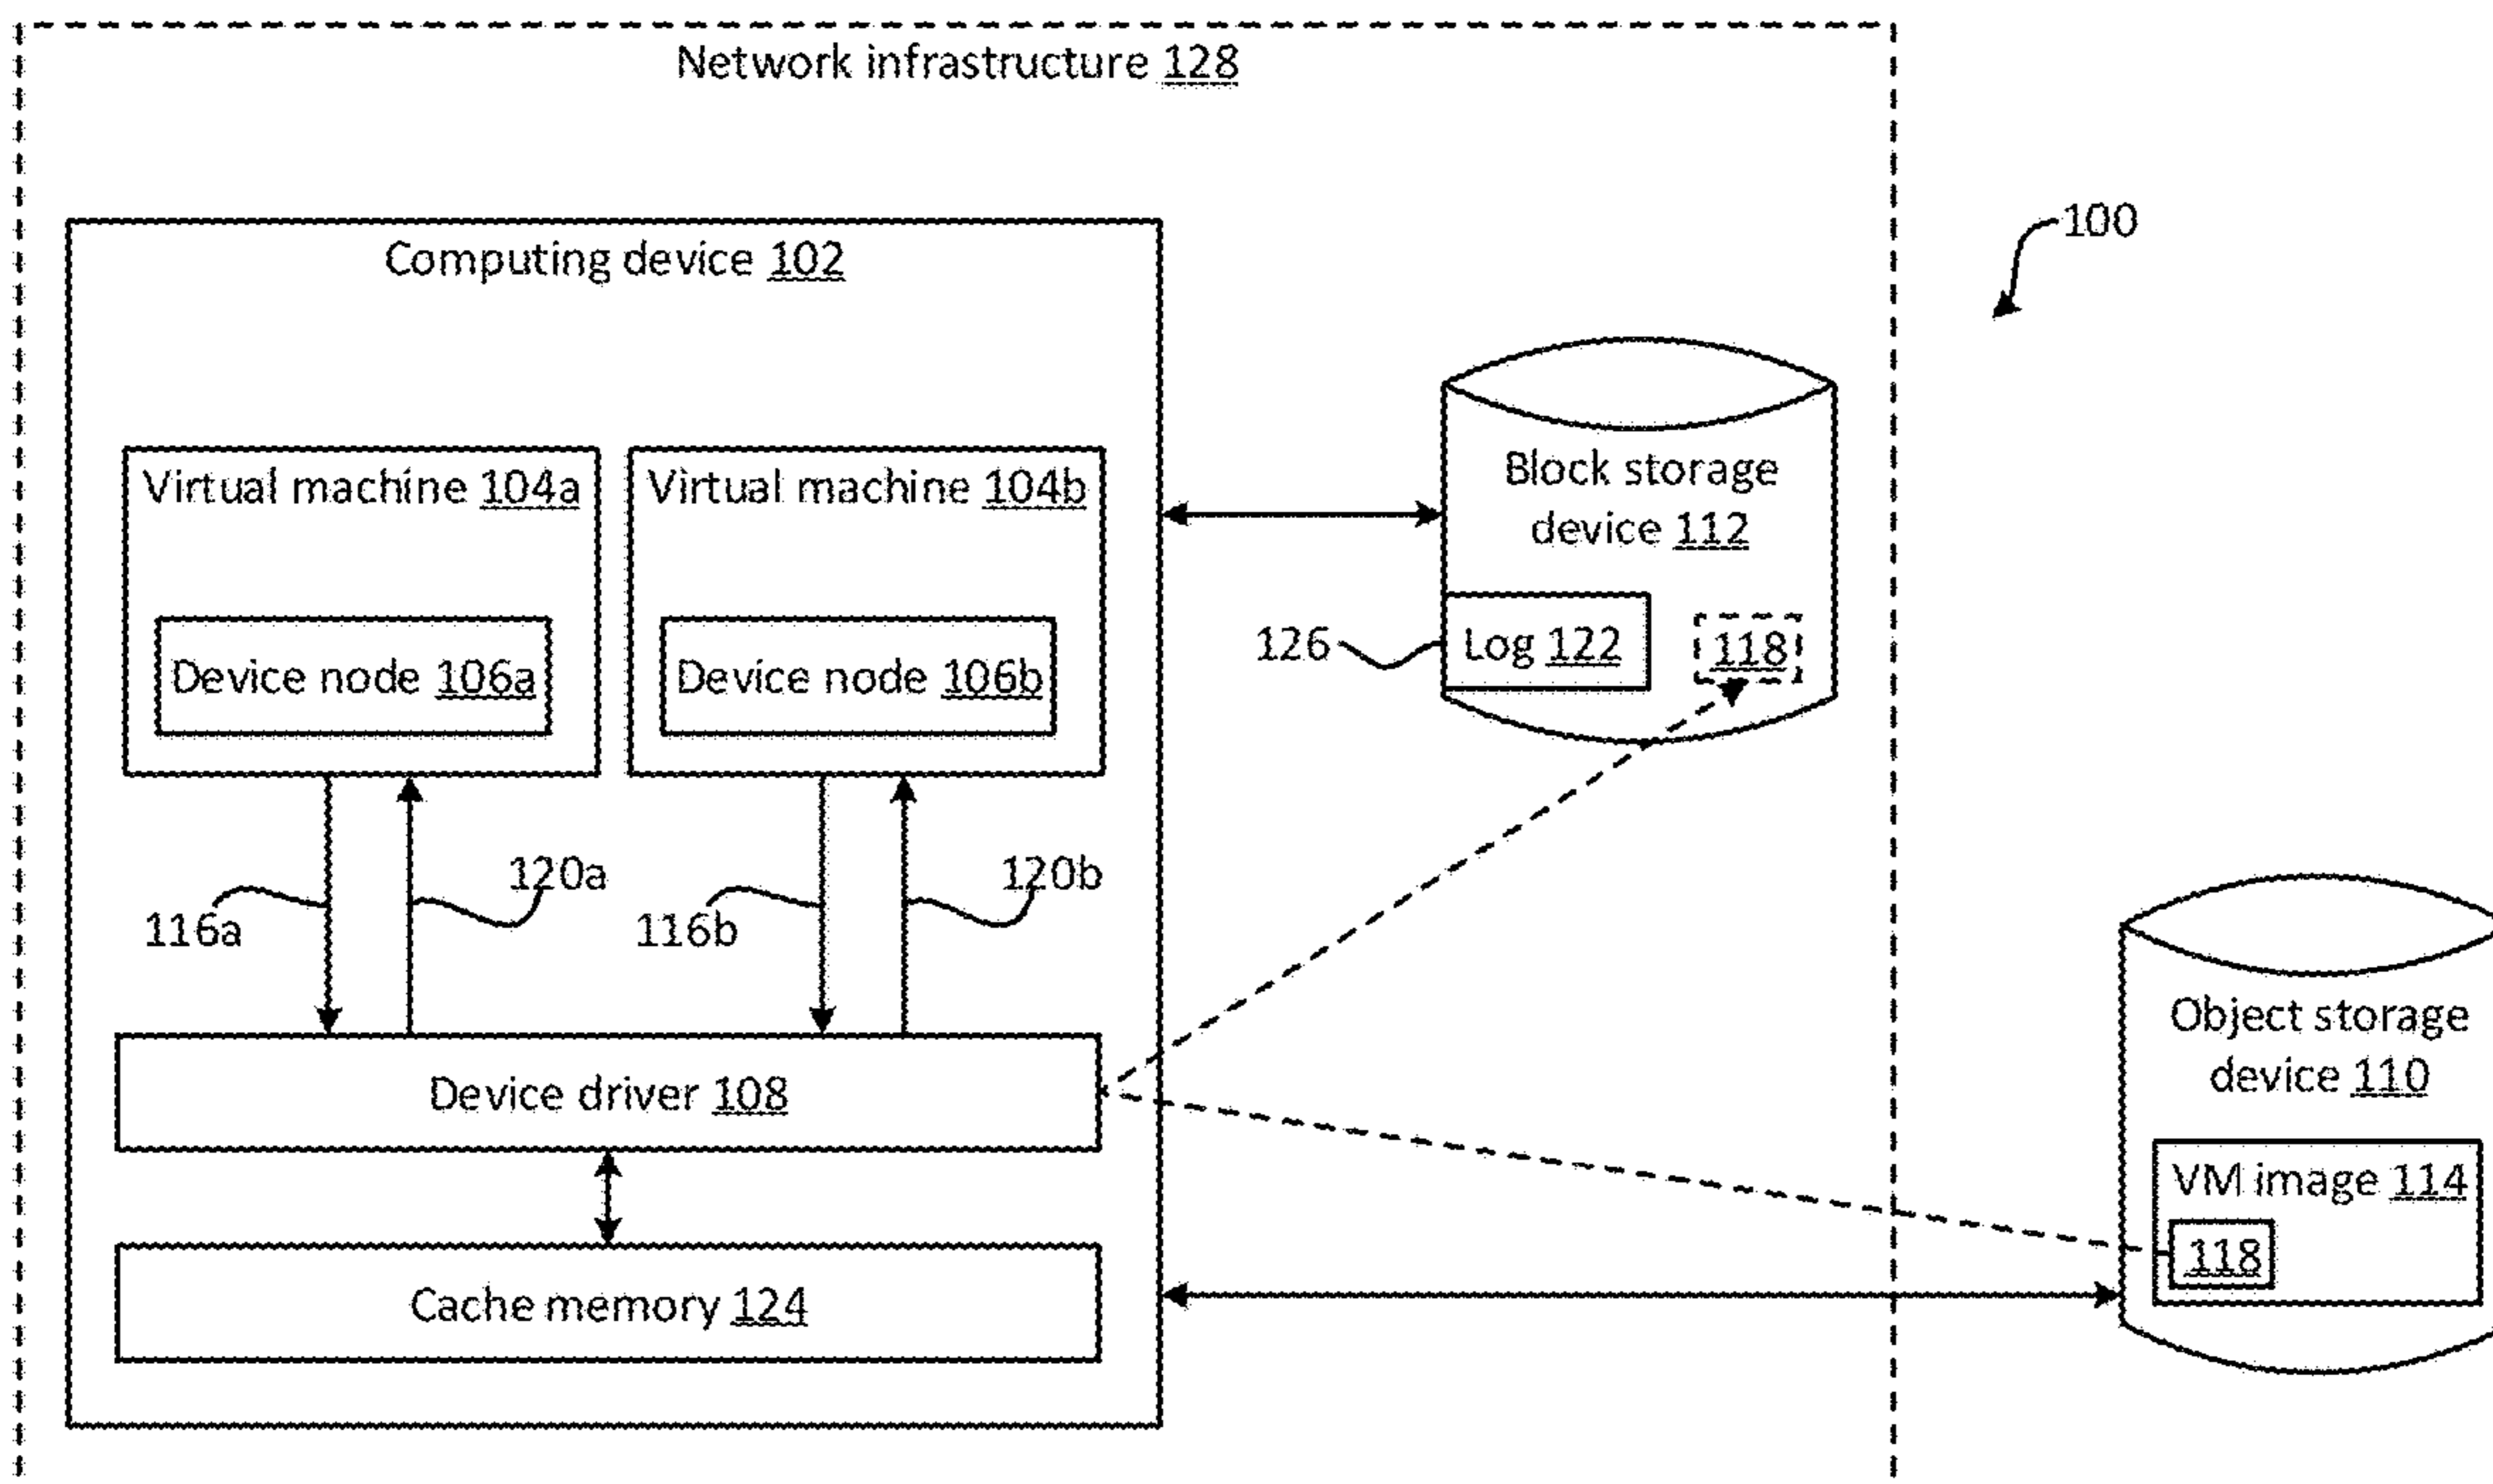 Network infrastructure 128
100
Computing device 102
Virtual machine 104a
Virtual machine 104b
Block storage
device 112
Device node 106a
Device node 106b
126
Log 122
118
120a
120b
116a
116b
Object storage
device 110
Device driver 108
VM image 114
118
Cache memory 124